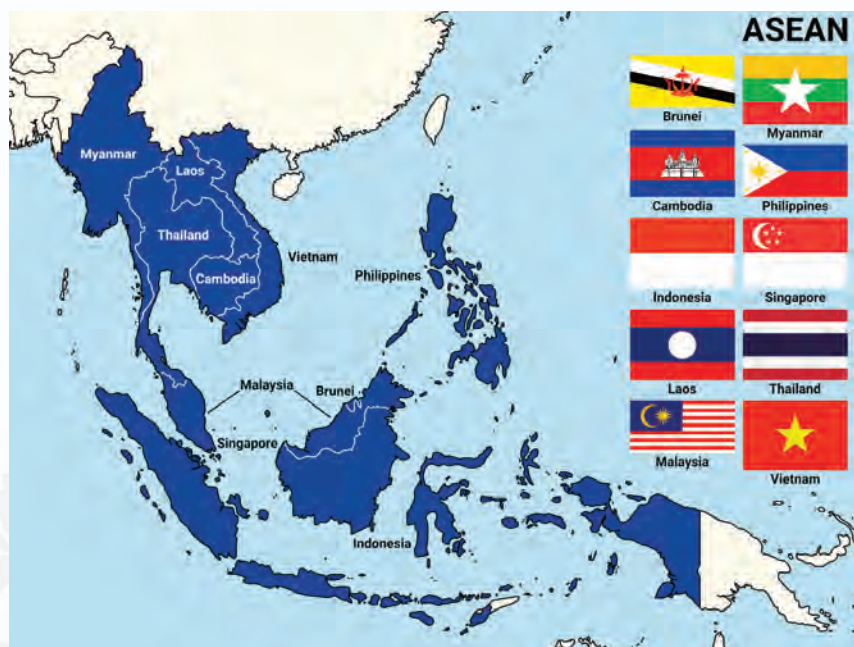 ASEAN
Brunei
Myanmar
Cambodia
Philippines
Indonesia
Singapore
Laos
Thailand
Malaysia
Vietnam
Myanmar
Laos
Thailand
Vietnam
Cambodia
Philippines
Malaysia
Brunei
Singapore
Indonesia